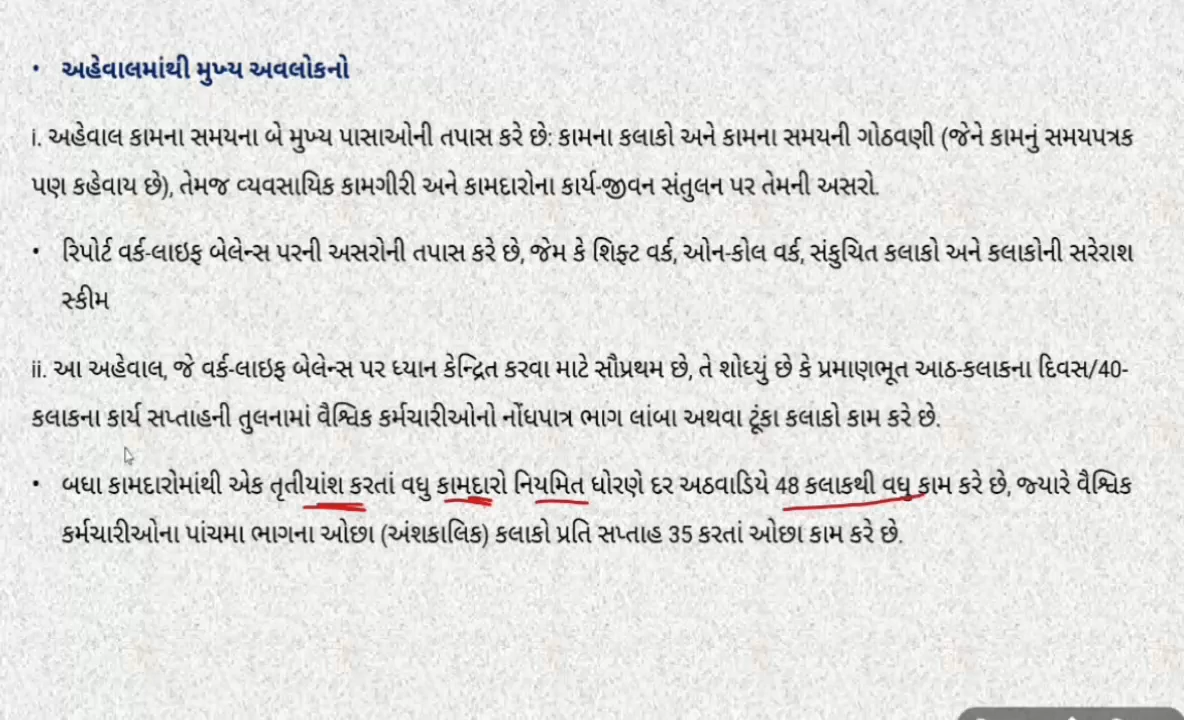 • અહેવાલમાંથી મુખ્ય અવલોકનો
i. અહેવાલ કામના સમયના બે મુખ્ય પાસાઓની તપાસ કરે છે: કામના કલાકો અને કામના સમયની ગોઠવણી (જેને કામનું સમયપત્રક
પણ કહેવાય છે), તેમજ વ્યવસાયિક કામગીરી અને કામદારોના કાર્ય-જીવન સંતુલન પર તેમની અસરો.
• રિપોર્ટ વર્ક-લાઇફ બેલેન્સ પરની અસરોની તપાસ કરે છે, જેમ કે શિફ્ટ વર્ક, ઓન-કોલ વર્ક, સંકુચિત કલાકો અને કલાકોની સરેરાશ
સ્કીમ
ii. આ અહેવાલ, જે વર્ક-લાઇફ બેલેન્સ પર ધ્યાન કેન્દ્રિત કરવા માટે સૌપ્રથમ છે, તે શોધ્યું છે કે પ્રમાણભૂત આઠ-કલાકના દિવસ/40-
કલાકના કાર્ય સપ્તાહની તુલનામાં વૈશ્વિક કર્મચારીઓનો નોંધપાત્ર ભાગ લાંબા અથવા ટૂંકા કલાકો કામ કરે છે.
• બધા કામદારોમાંથી એક તૃતીયાંશ કરતાં વધુ કામદારો નિયમિત ધોરણે દર અઠવાડિયે 48 કલાકથી વધુ કામ કરે છે, જ્યારે વૈશ્વિક
કર્મચારીઓના પાંચમા ભાગના ઓછા (અંશકાલિક) કલાકો પ્રતિ સપ્તાહ 35 કરતાં ઓછા કામ કરે છે.